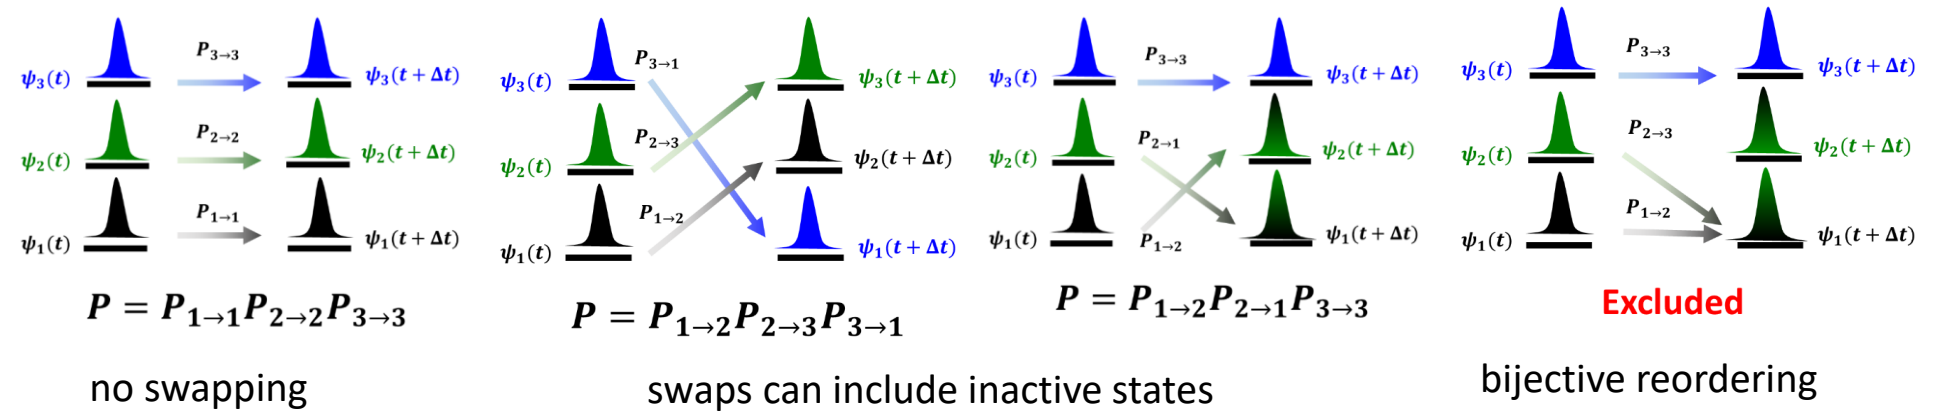 P3→3
ψ3(t)
ψ3(t + Δt)
P2→2
ψ2(t)
ψ2(t + Δt)
P1→1
ψ1(t)
ψ1(t + Δt)
P = P1→1P2→2P3→3
no swapping
P3→1
ψ3(t)
ψ3(t + Δt)
P2→3
ψ2(t)
ψ2(t + Δt)
P1→2
ψ1(t)
ψ1(t + Δt)
P = P1→2P2→3P3→1
P3→3
ψ3(t)
ψ3(t + Δt)
P2→1
ψ2(t)
ψ2(t + Δt)
ψ1(t)
P1→2
ψ1(t + Δt)
P = P1→2P2→1P3→3
swaps can include inactive states
P3→3
ψ3(t)
ψ3(t + Δt)
P2→3
ψ2(t)
ψ2(t + Δt)
P1→2
ψ1(t)
ψ1(t + Δt)
Excluded
bijective reordering